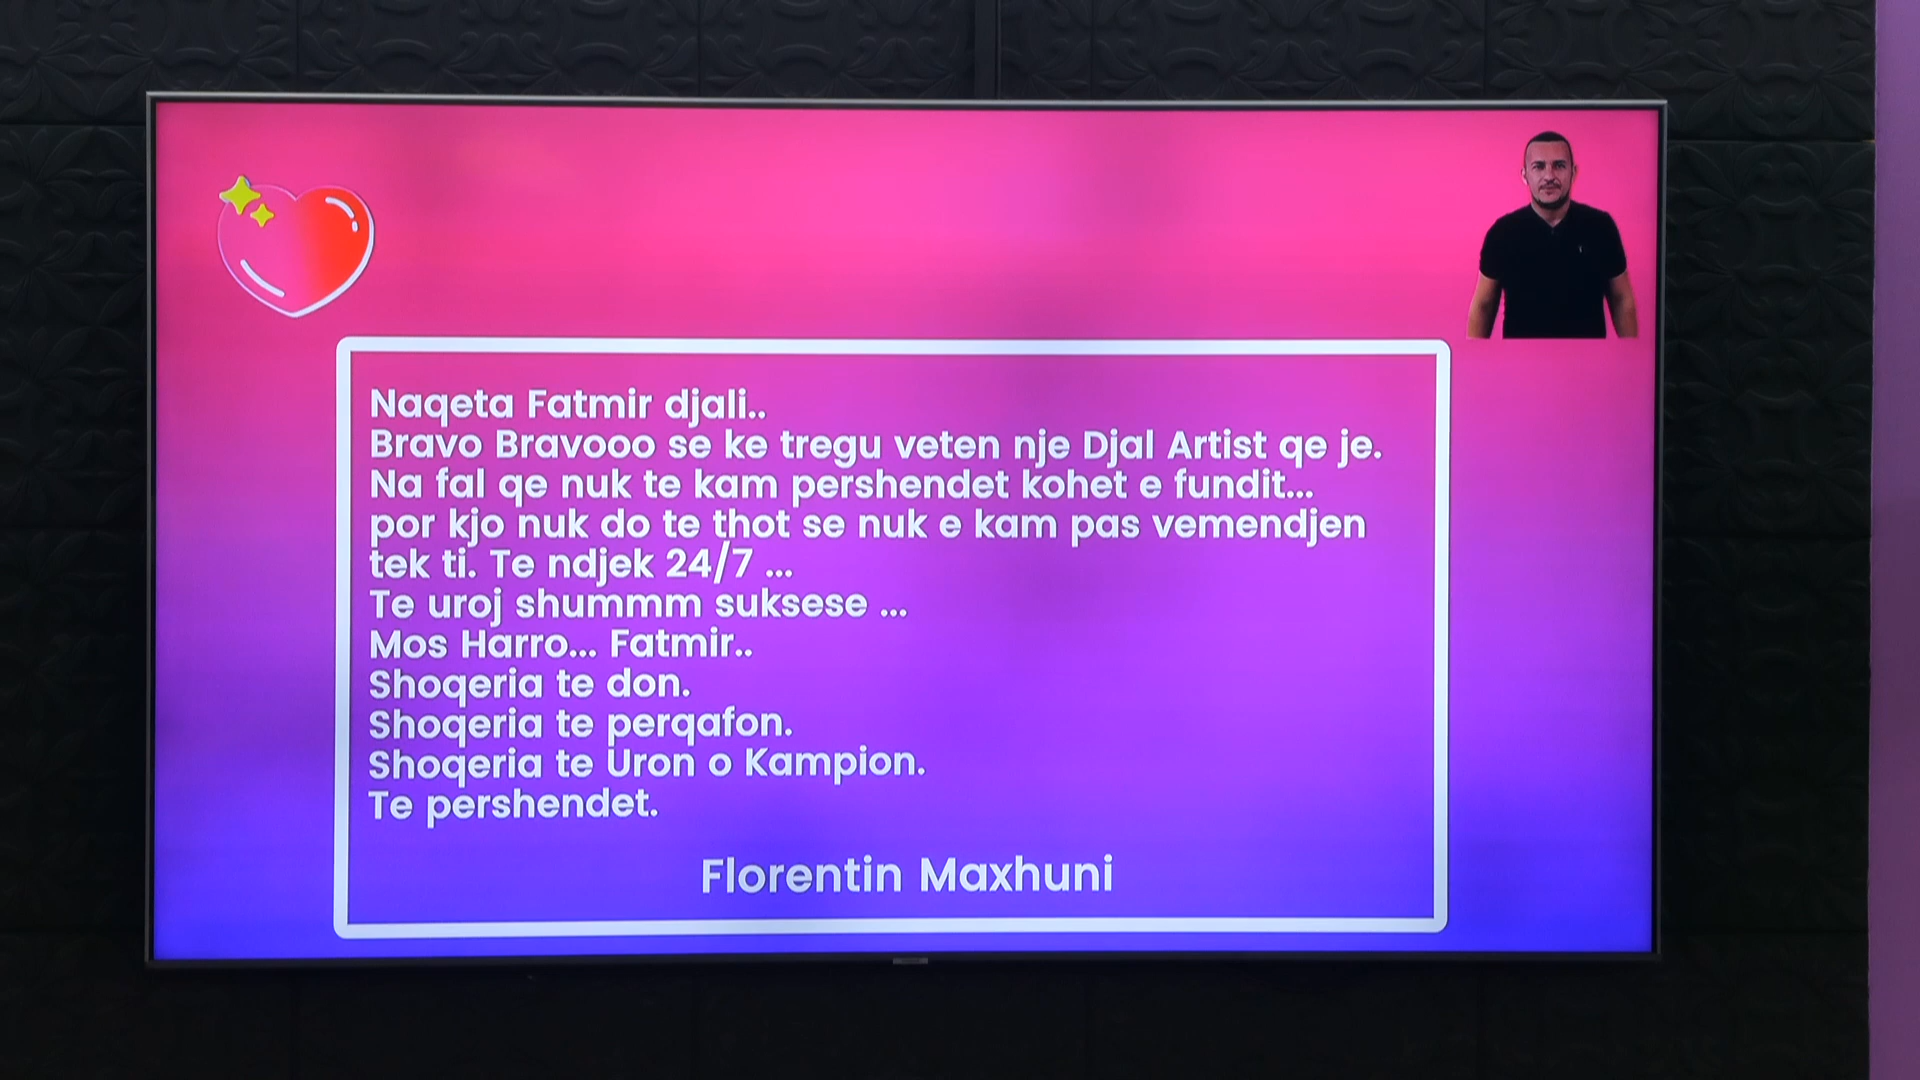 Naqeta Fatmir djali..
Bravo Bravooo se ke tregu veten nje Djal Artist qe je.
Na fal qe nuk te kam pershendet kohet e fundit...
por kjo nuk do te thot se nuk e kam pas vemendjen
tek ti. Te ndjek 24/7 ...
Te uroj shummm suksese ...
Mos Harro... Fatmir..
Shoqeria te don.
Shoqeria te perqafon.
Shoqeria te Uron o Kampion.
Te pershendet.
Florentin Maxhuni